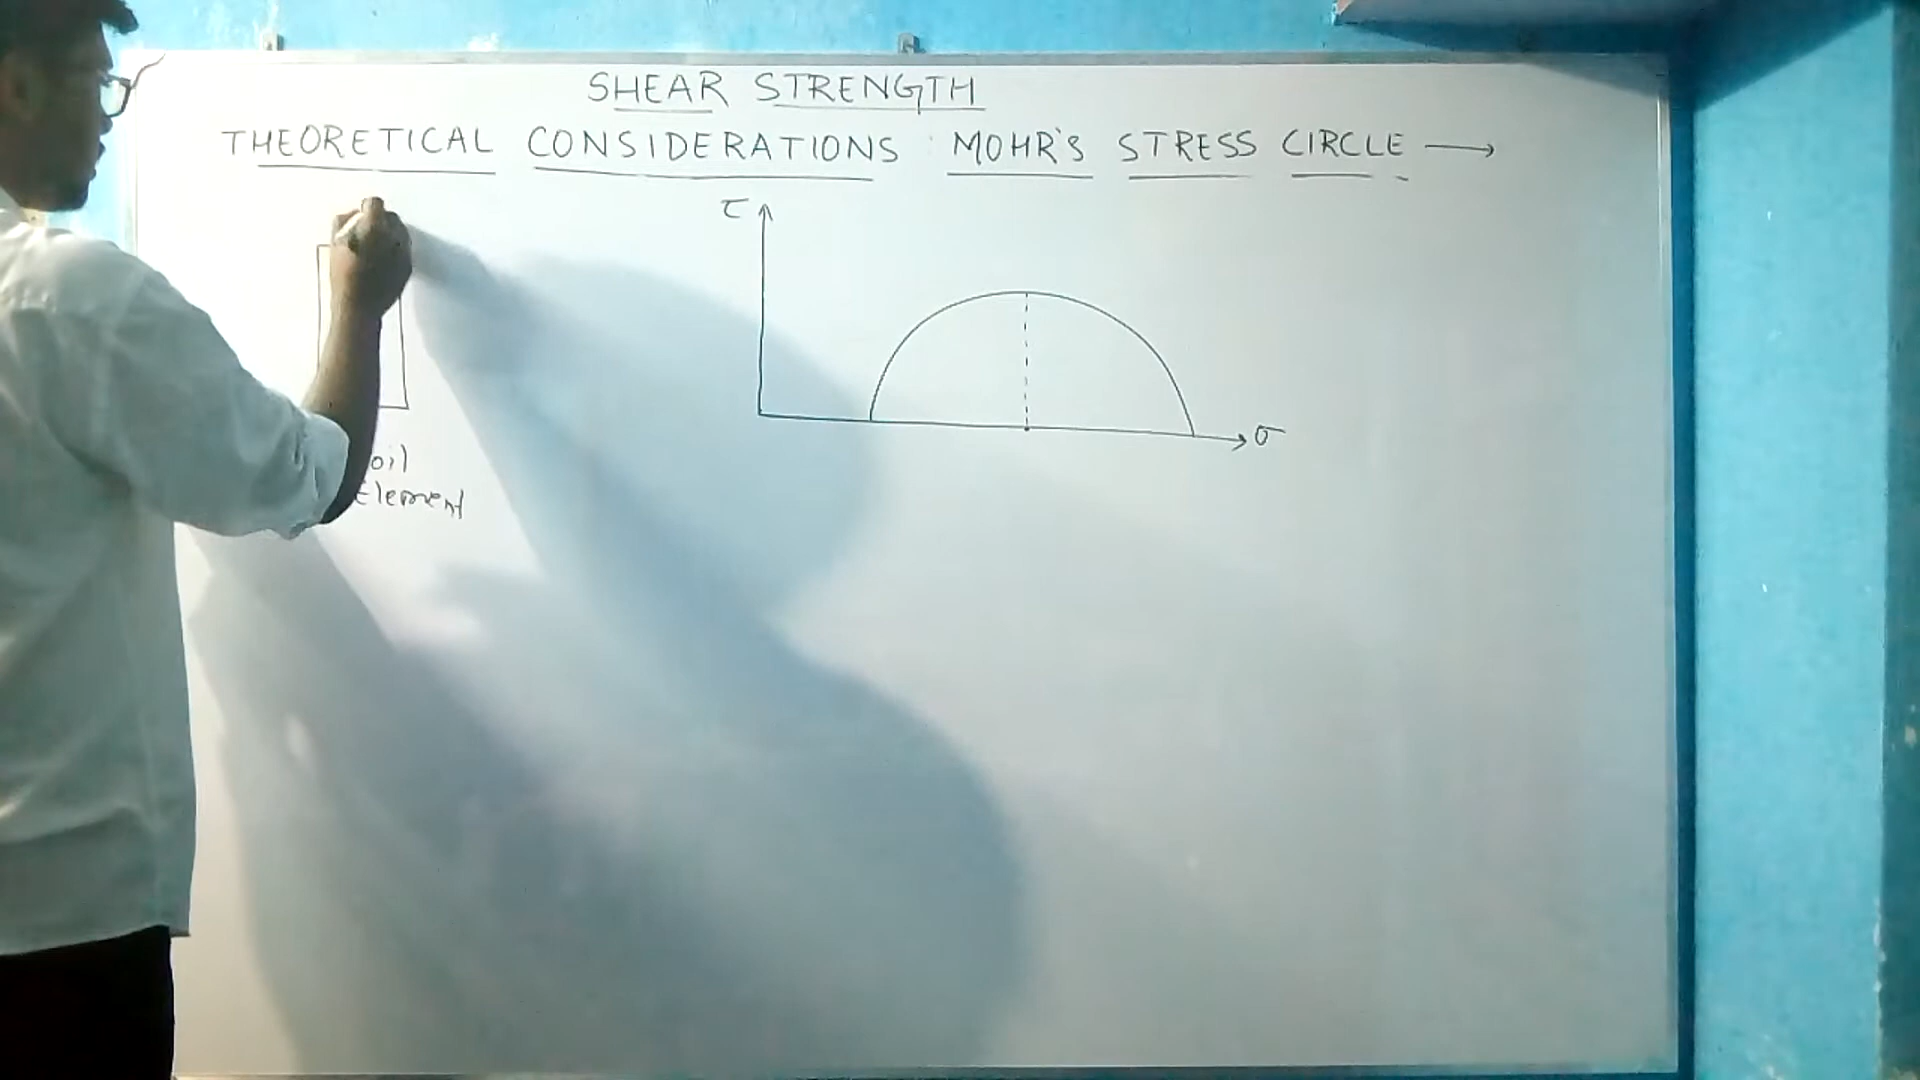 SHEAR STRENGTH
THEORETICAL CONSIDERATIONS : MOHR'S STRESS CIRCLE →
τ
σ
oil
Element